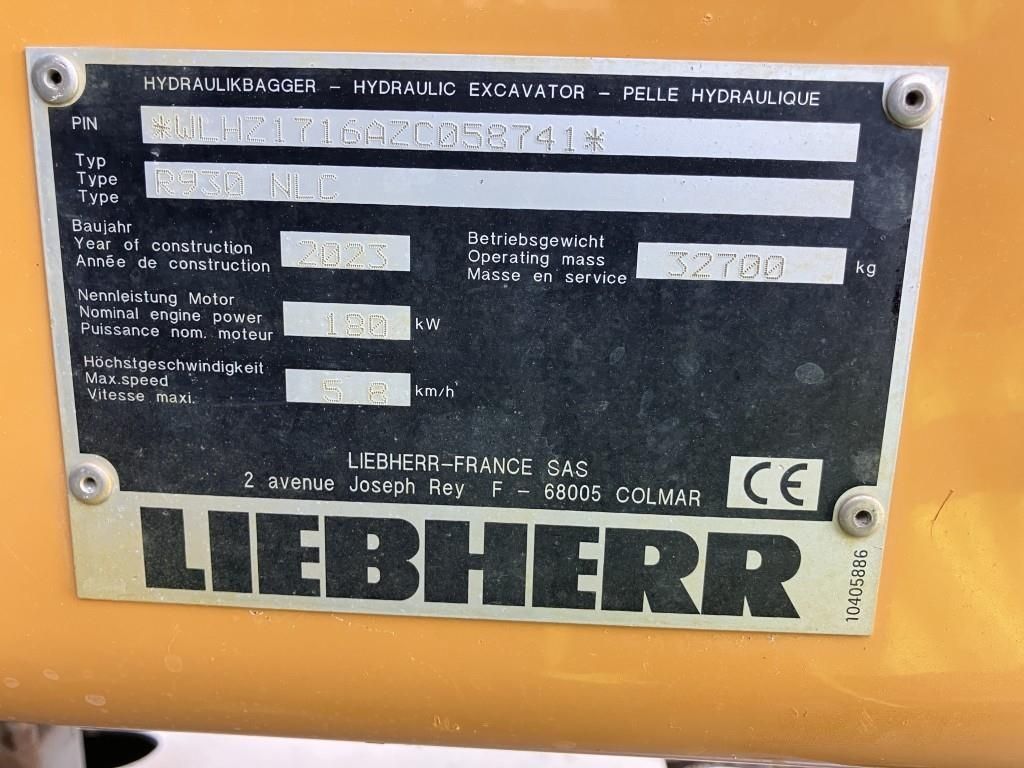 HYDRAULIKBAGGER – HYDRAULIC EXCAVATOR – PELLE HYDRAULIQUE
PIN *WLHZ1716AZC058741*
Typ
Type
Type
R930 NLC
Baujahr
Year of construction
Année de construction
2023
Betriebsgewicht
Operating mass
Masse en service
32700 kg
Nennleistung Motor
Nominal engine power
Puissance nom. moteur
180 kW
Höchstgeschwindigkeit
Max.speed
Vitesse maxi.
5.8 km/h
LIEBHERR–FRANCE SAS
2 avenue Joseph Rey F – 68005 COLMAR
CE
LIEBHERR
10405886